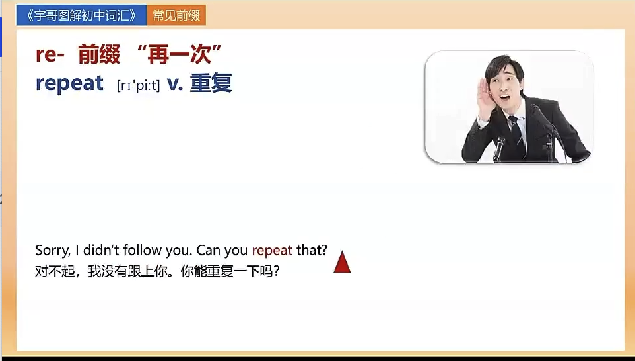 《宇哥图解初中词汇》 常见前缀
re- 前缀 “再一次”
repeat [rɪˈpiːt] v. 重复
Sorry, I didn't follow you. Can you repeat that?
对不起，我没有跟上你。你能重复一下吗？